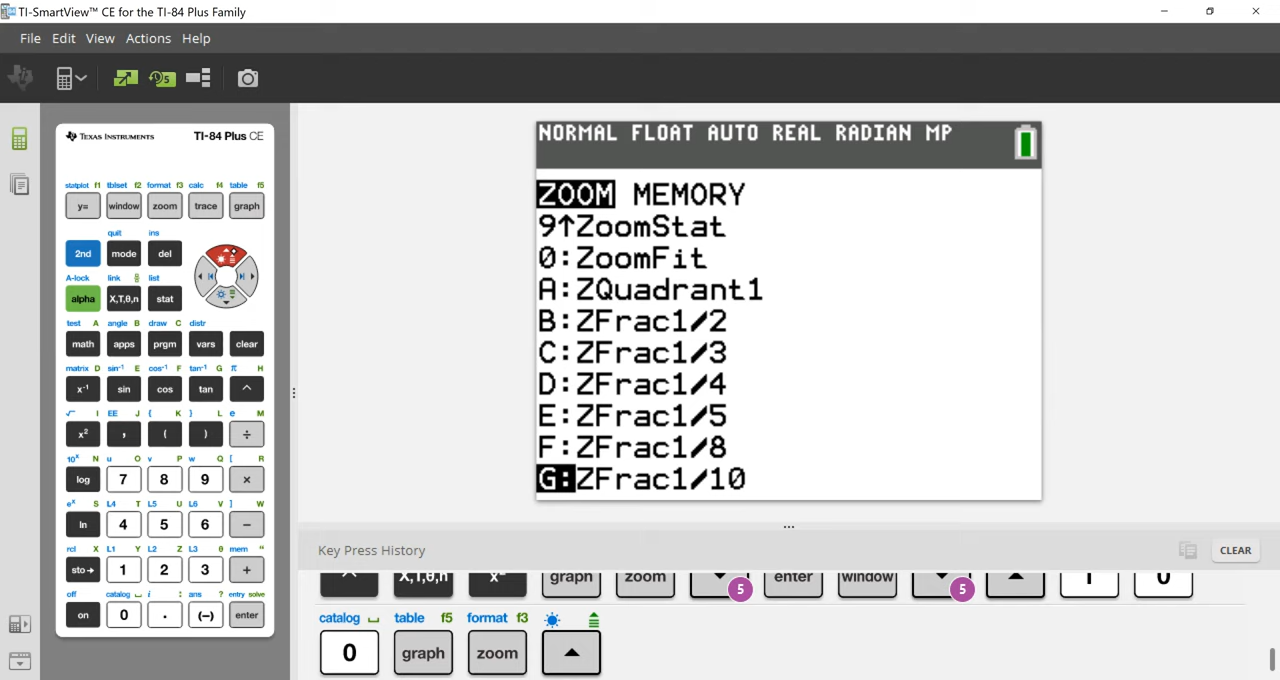 TI-SmartView™ CE for the TI-84 Plus Family
File Edit View Actions Help
TEXAS INSTRUMENTS TI-84 Plus CE
statplot f1 tblset f2 format f3 calc f4 table f5
y= window zoom trace graph
quit ins
2nd mode del
A-lock link list
alpha X,T,θ,n stat
test A angle B draw C distr
math apps prgm vars clear
matrix D sin⁻¹ E cos⁻¹ F tan⁻¹ G π H
x⁻¹ sin cos tan ^
√ I EE J { K } L e M
x² , ( ) ÷
10ˣ N u O v P w Q [ R
log 7 8 9 ×
eˣ S L4 T L5 U L6 V ] W
ln 4 5 6 −
rcl X L1 Y L2 Z L3 θ mem "
sto→ 1 2 3 +
off catalog ⎵ i : ans ? entry solve
on 0 . (−) enter
NORMAL FLOAT AUTO REAL RADIAN MP
ZOOM MEMORY
9↑ZoomStat
0:ZoomFit
A:ZQuadrant1
B:ZFrac1/2
C:ZFrac1/3
D:ZFrac1/4
E:ZFrac1/5
F:ZFrac1/8
G:ZFrac1/10
Key Press History CLEAR
^ X,T,θ,n graph zoom 5 enter window 5 1 0
catalog ⎵ table f5 format f3
0 graph zoom